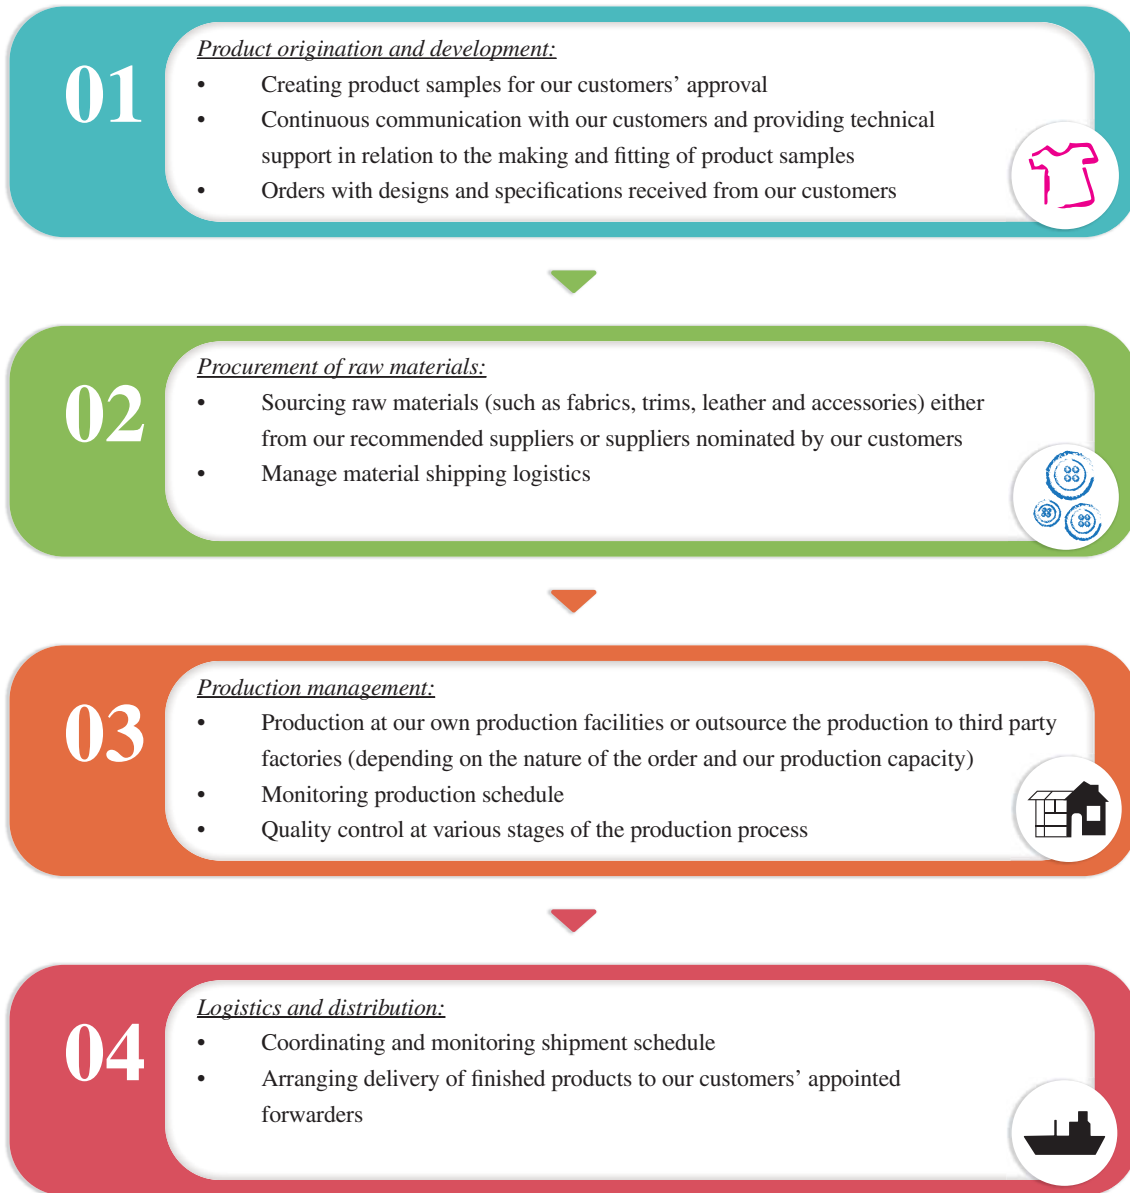 01
Product origination and development:
• Creating product samples for our customers’ approval
• Continuous communication with our customers and providing technical
support in relation to the making and fitting of product samples
• Orders with designs and specifications received from our customers
02
Procurement of raw materials:
• Sourcing raw materials (such as fabrics, trims, leather and accessories) either
from our recommended suppliers or suppliers nominated by our customers
• Manage material shipping logistics
03
Production management:
• Production at our own production facilities or outsource the production to third party
factories (depending on the nature of the order and our production capacity)
• Monitoring production schedule
• Quality control at various stages of the production process
04
Logistics and distribution:
• Coordinating and monitoring shipment schedule
• Arranging delivery of finished products to our customers’ appointed
forwarders